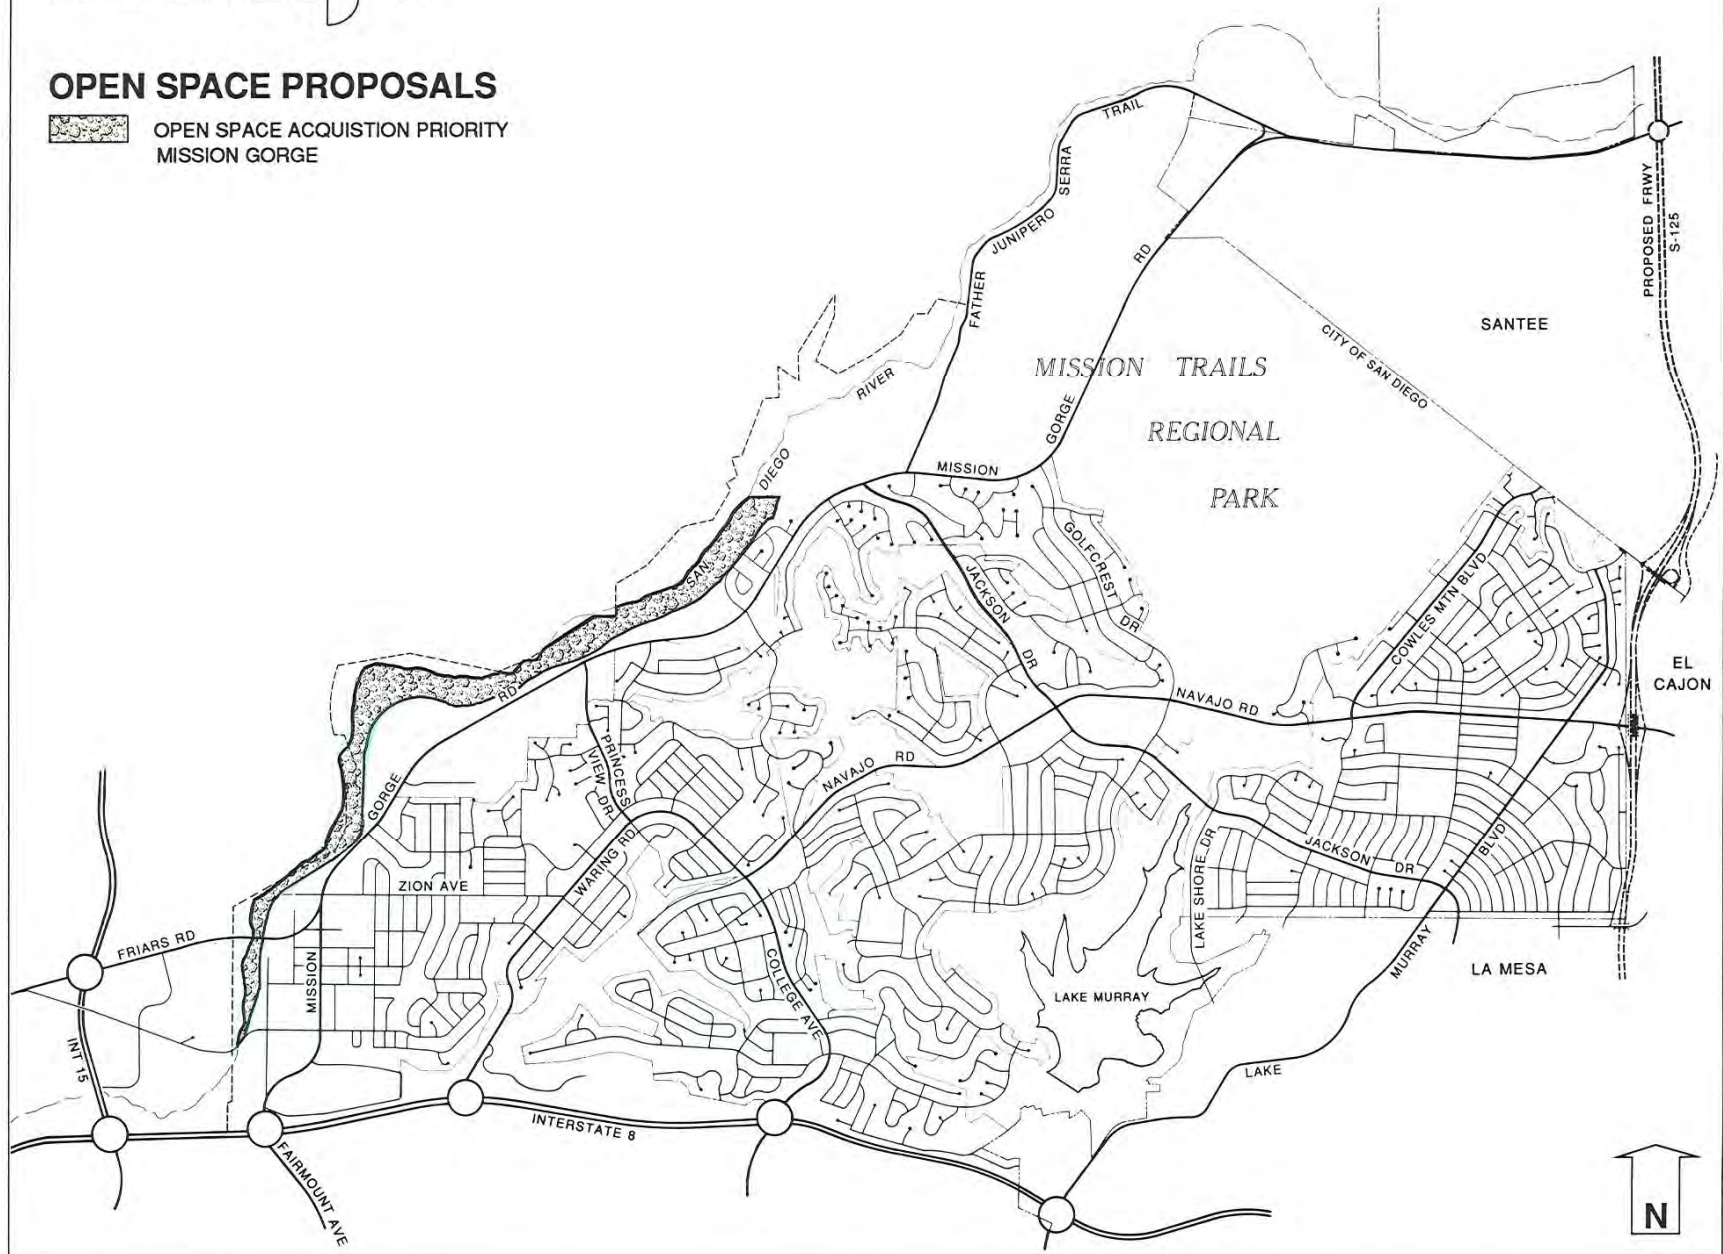 OPEN SPACE PROPOSALS
OPEN SPACE ACQUISTION PRIORITY
MISSION GORGE
FATHER JUNIPERO SERRA TRAIL
PROPOSED FRWY
S-125
SANTEE
CITY OF SAN DIEGO
MISSION TRAILS
REGIONAL
PARK
SAN DIEGO RIVER
MISSION GORGE RD
GOLFCREST DR
JACKSON DR
COWLES MTN BLVD
EL
CAJON
NAVAJO RD
MISSION GORGE RD
PRINCESS
VIEW DR
NAVAJO RD
WARING RD
ZION AVE
LAKE SHORE DR
JACKSON DR
LAKE MURRAY BLVD
FRIARS RD
COLLEGE AVE
LAKE MURRAY
LA MESA
INT 15
INTERSTATE 8
FAIRMOUNT AVE
N